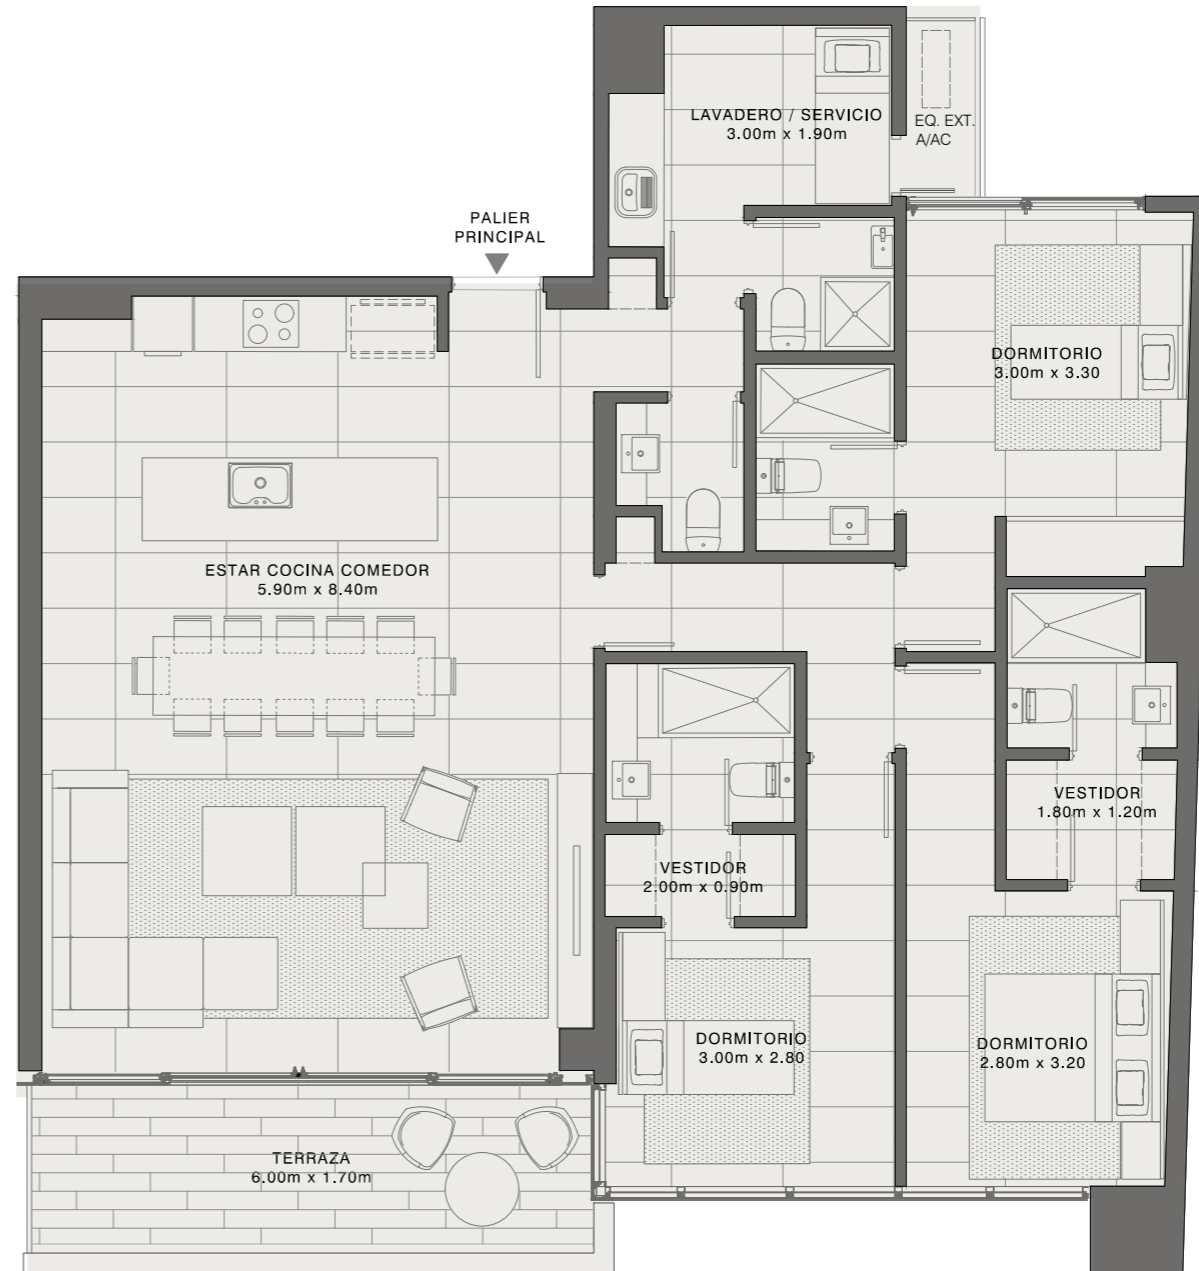 LAVADERO / SERVICIO
3.00m x 1.90m
EQ. EXT.
A/AC
PALIER
PRINCIPAL
DORMITORIO
3.00m x 3.30
ESTAR COCINA COMEDOR
5.90m x 8.40m
VESTIDOR
1.80m x 1.20m
VESTIDOR
2.00m x 0.90m
DORMITORIO
3.00m x 2.80
DORMITORIO
2.80m x 3.20
TERRAZA
6.00m x 1.70m